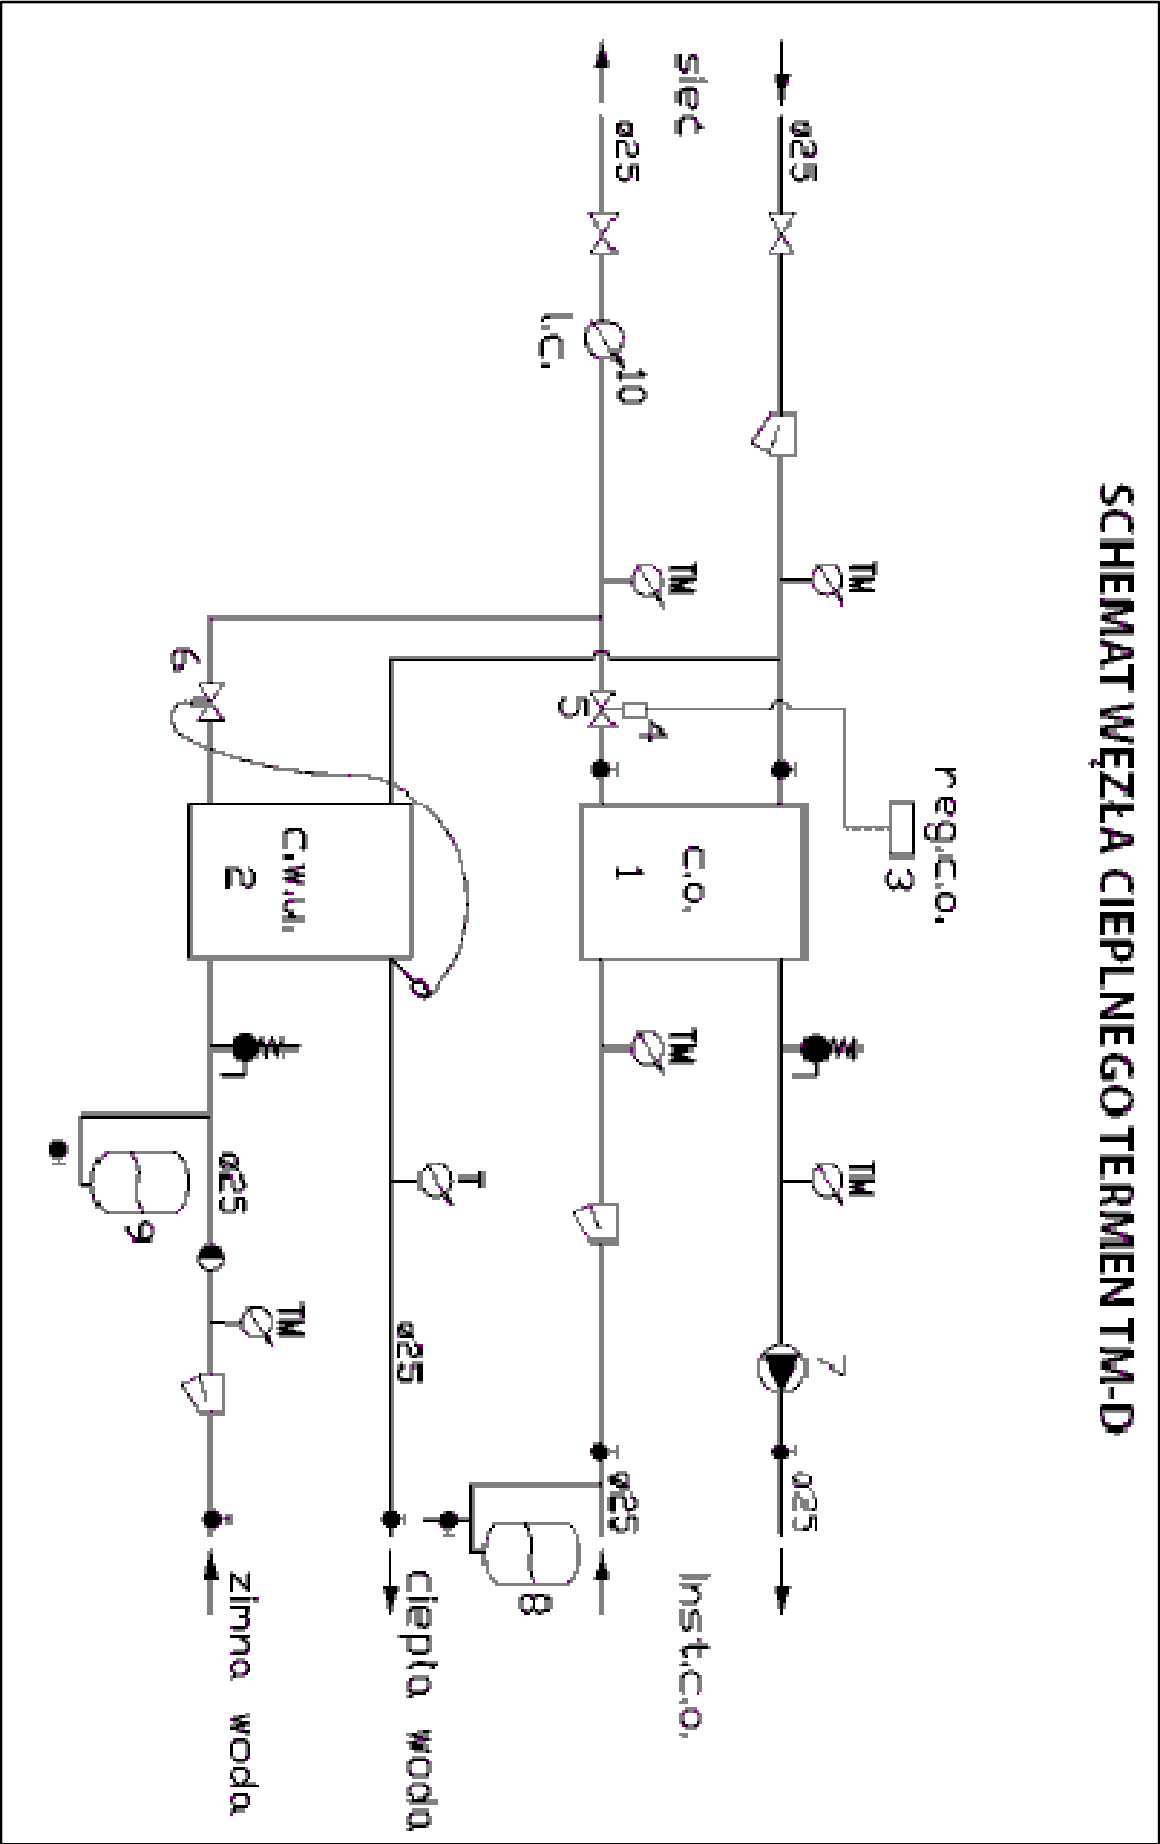 SCHEMAT WĘZŁA CIEPLNEGO TERMEN TM-D
reg.c.o.
3
ø25
TM
TM
7
ø25
siec
4
c.o.
1
Inst.c.o.
ø25
10
TM
5
TM
ø25
8
l.c.
T
ø25
ciepła woda
6
c.w.u.
2
ø25
9
TM
zimna woda